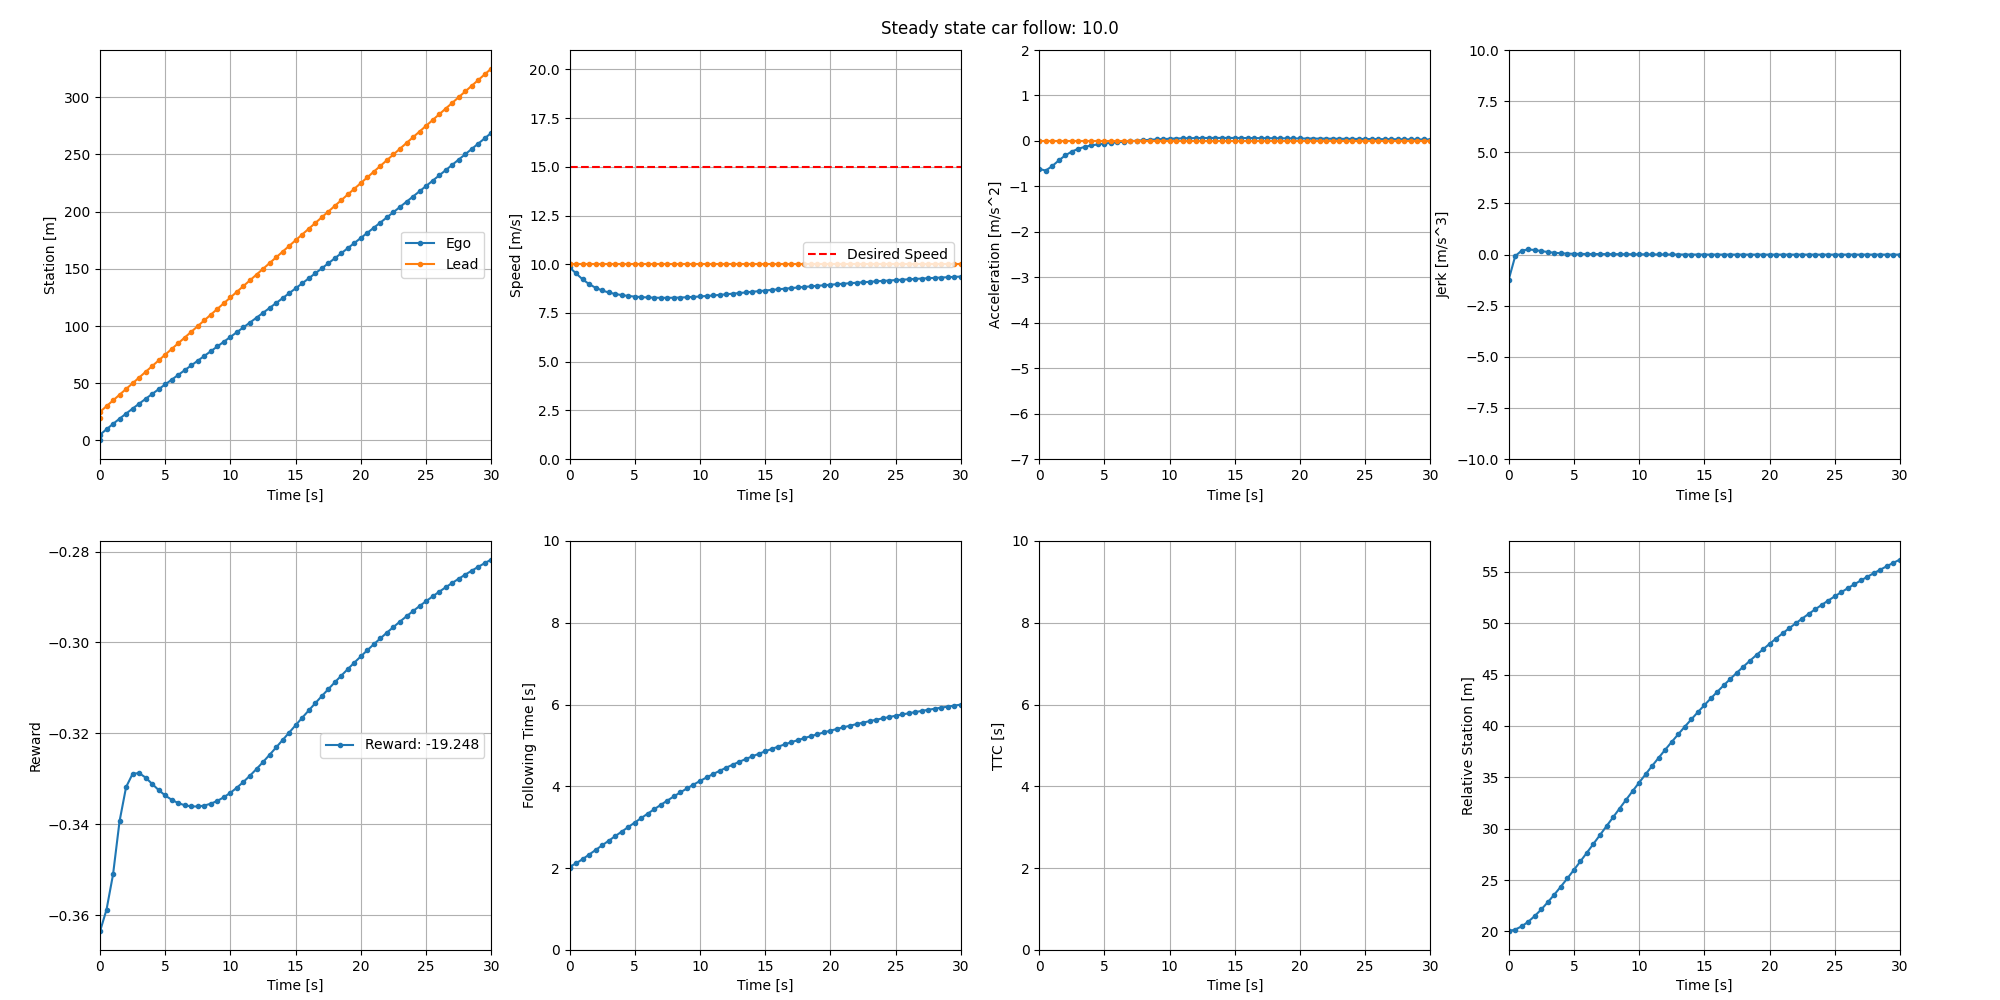 Steady state car follow: 10.0
Station [m]
300
250
200
150
100
50
0
Ego
Lead
0 5 10 15 20 25 30
Time [s]
Speed [m/s]
20.0
17.5
15.0
12.5
10.0
7.5
5.0
2.5
0.0
Desired Speed
0 5 10 15 20 25 30
Time [s]
Acceleration [m/s^2]
2
1
0
−1
−2
−3
−4
−5
−6
−7
0 5 10 15 20 25 30
Time [s]
Jerk [m/s^3]
10.0
7.5
5.0
2.5
0.0
−2.5
−5.0
−7.5
−10.0
0 5 10 15 20 25 30
Time [s]
Reward
−0.28
−0.30
−0.32
−0.34
−0.36
Reward: -19.248
0 5 10 15 20 25 30
Time [s]
Following Time [s]
10
8
6
4
2
0
0 5 10 15 20 25 30
Time [s]
TTC [s]
10
8
6
4
2
0
0 5 10 15 20 25 30
Time [s]
Relative Station [m]
55
50
45
40
35
30
25
20
0 5 10 15 20 25 30
Time [s]